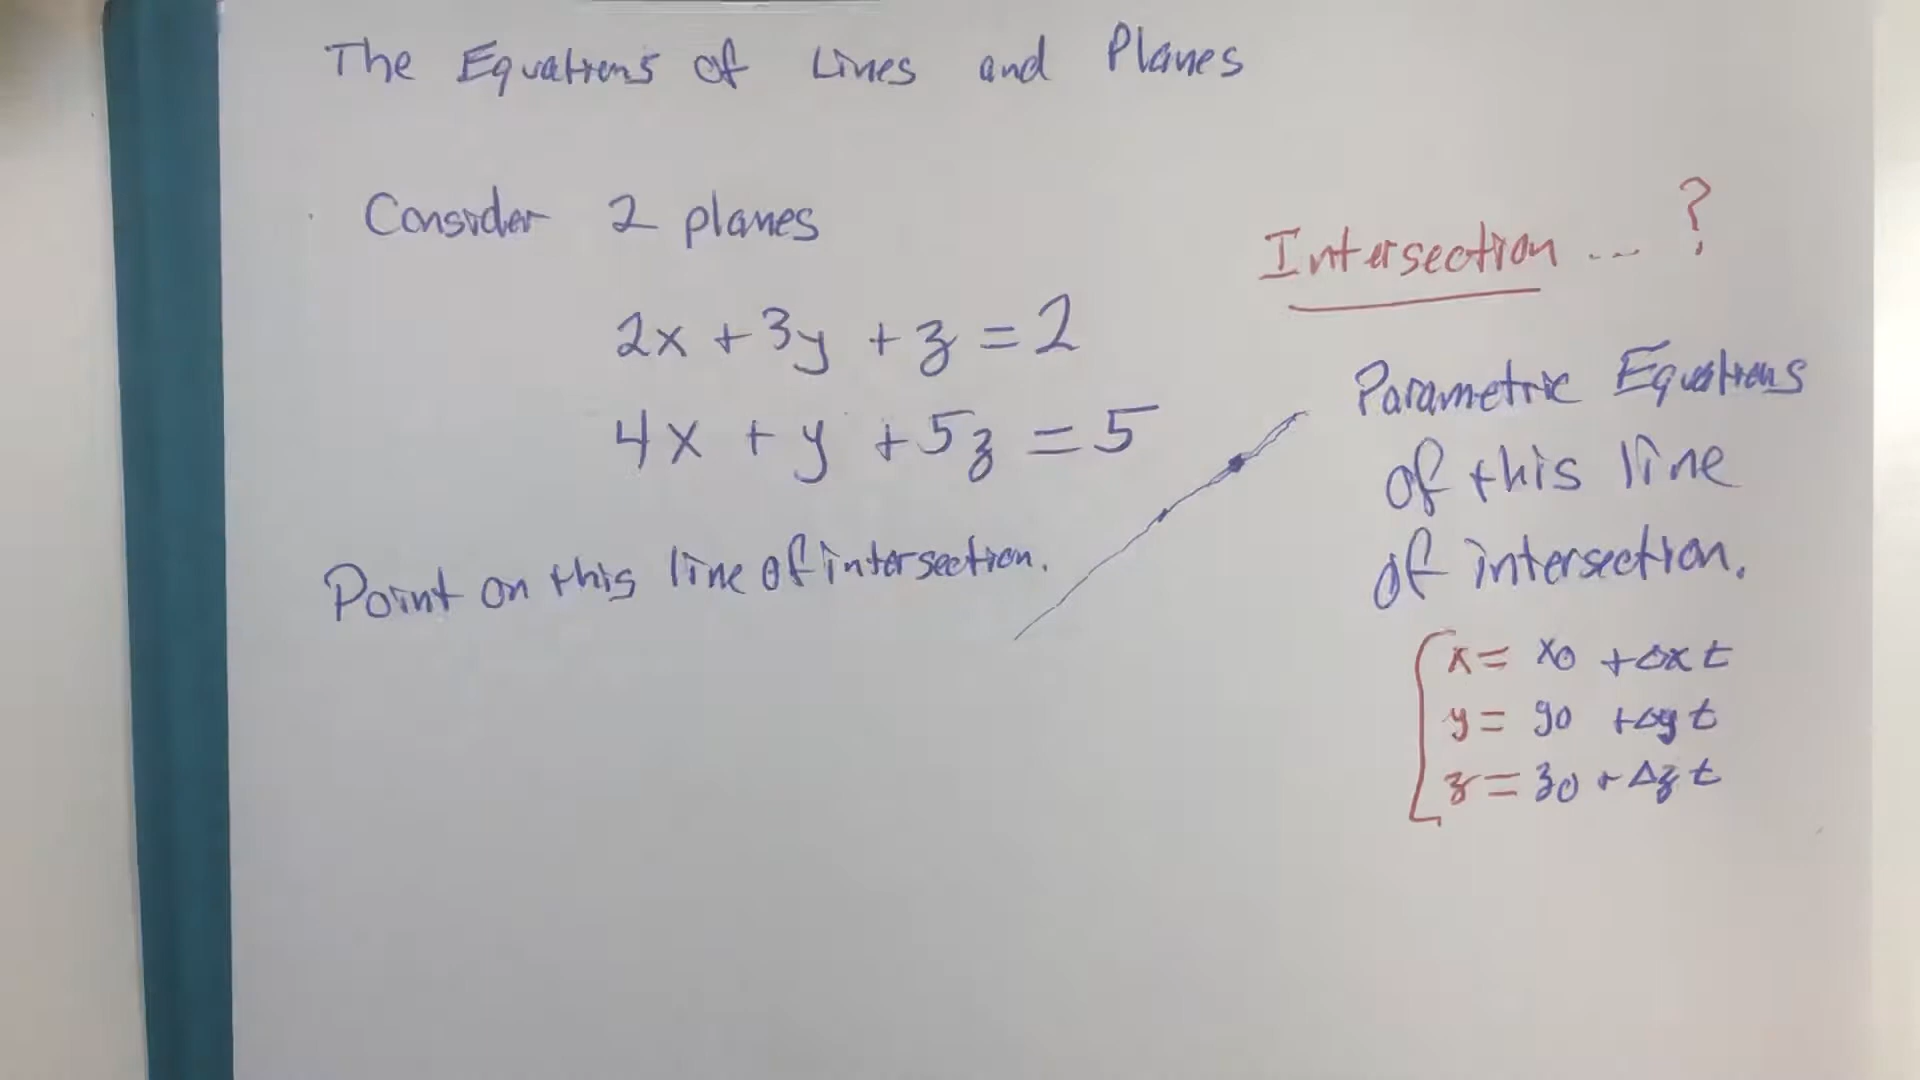 The Equations of Lines and Planes
Consider 2 planes
2x + 3y + z = 2
4x + y + 5z = 5
Point on this line of intersection.
Intersection ... ?
Parametric Equations
of this line
of intersection.
x = x0 + Δx t
y = y0 + Δy t
z = z0 + Δz t